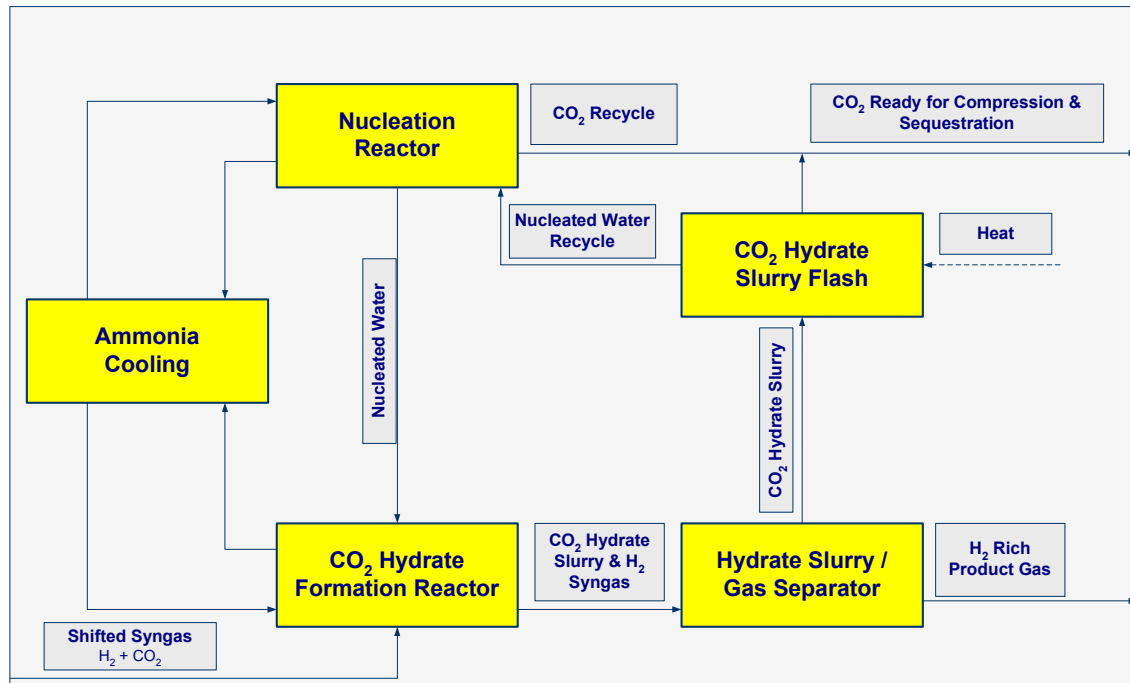 Nucleation
Reactor
CO₂ Recycle
CO₂ Ready for Compression &
Sequestration
Nucleated Water
Recycle
CO₂ Hydrate
Slurry Flash
Heat
Ammonia
Cooling
Nucleated Water
CO₂ Hydrate Slurry
CO₂ Hydrate
Formation Reactor
CO₂ Hydrate
Slurry & H₂
Syngas
Hydrate Slurry /
Gas Separator
H₂ Rich
Product Gas
Shifted Syngas
H₂ + CO₂